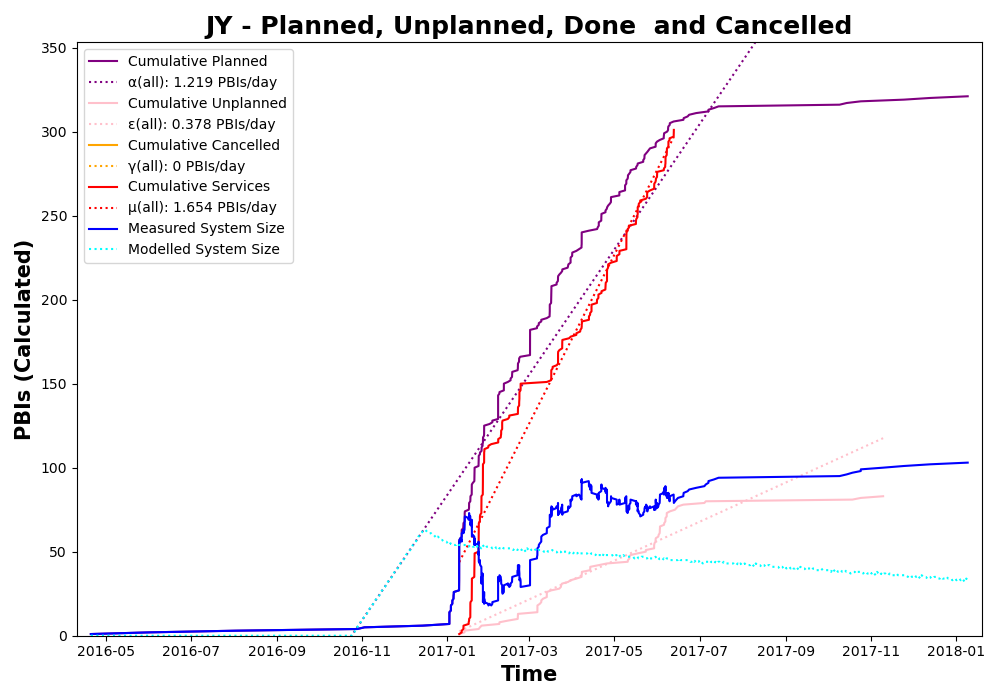 JY - Planned, Unplanned, Done  and Cancelled
Cumulative Planned
α(all): 1.219 PBIs/day
Cumulative Unplanned
ε(all): 0.378 PBIs/day
Cumulative Cancelled
γ(all): 0 PBIs/day
Cumulative Services
μ(all): 1.654 PBIs/day
Measured System Size
Modelled System Size
PBIs (Calculated)
350
300
250
200
150
100
50
0
2016-05 2016-07 2016-09 2016-11 2017-01 2017-03 2017-05 2017-07 2017-09 2017-11 2018-01
Time